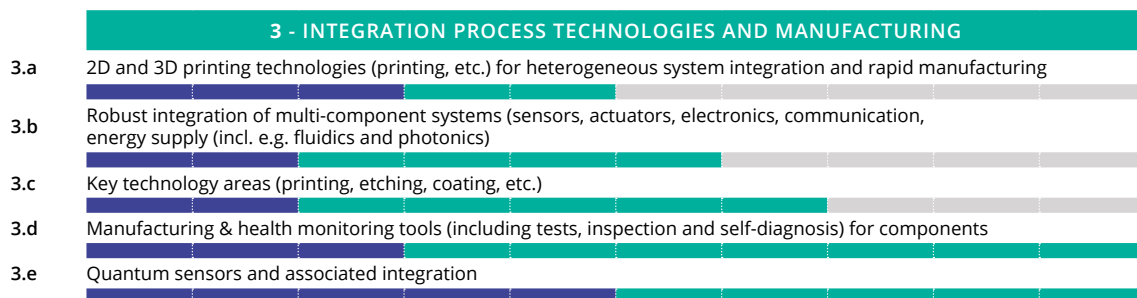 3 - INTEGRATION PROCESS TECHNOLOGIES AND MANUFACTURING
3.a 2D and 3D printing technologies (printing, etc.) for heterogeneous system integration and rapid manufacturing
3.b Robust integration of multi-component systems (sensors, actuators, electronics, communication,
energy supply (incl. e.g. fluidics and photonics)
3.c Key technology areas (printing, etching, coating, etc.)
3.d Manufacturing & health monitoring tools (including tests, inspection and self-diagnosis) for components
3.e Quantum sensors and associated integration